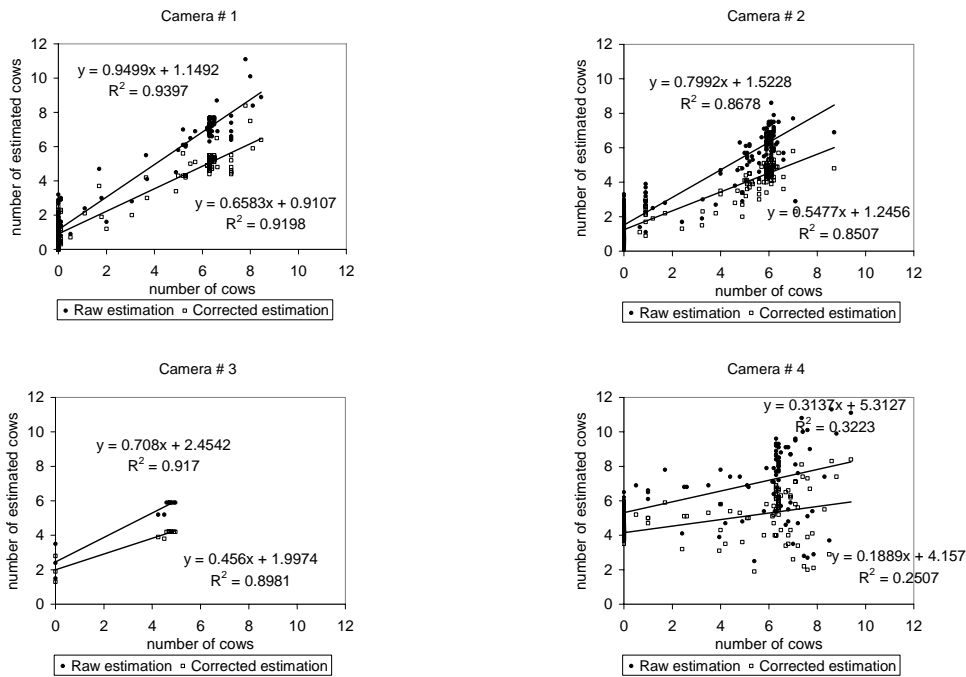 Camera # 1
number of estimated cows
12
10
8
6
4
2
0
y = 0.9499x + 1.1492
R² = 0.9397
y = 0.6583x + 0.9107
R² = 0.9198
0 2 4 6 8 10 12
number of cows
• Raw estimation □ Corrected estimation
Camera # 2
number of estimated cows
12
10
8
6
4
2
0
y = 0.7992x + 1.5228
R² = 0.8678
y = 0.5477x + 1.2456
R² = 0.8507
0 2 4 6 8 10 12
number of cows
• Raw estimation □ Corrected estimation
Camera # 3
number of estimated cows
12
10
8
6
4
2
0
y = 0.708x + 2.4542
R² = 0.917
y = 0.456x + 1.9974
R² = 0.8981
0 2 4 6 8 10 12
number of cows
• Raw estimation □ Corrected estimation
Camera # 4
number of estimated cows
12
10
8
6
4
2
0
y = 0.3137x + 5.3127
R² = 0.3223
y = 0.1889x + 4.157
R² = 0.2507
0 2 4 6 8 10 12
number of cows
• Raw estimation □ Corrected estimation